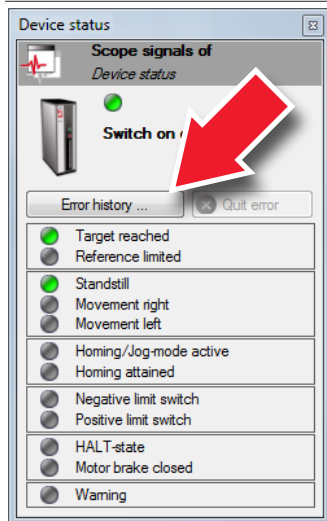 Device status
Scope signals of
Device status
Switch on
Error history ...
Quit error
Target reached
Reference limited
Standstill
Movement right
Movement left
Homing/Jog-mode active
Homing attained
Negative limit switch
Positive limit switch
HALT-state
Motor brake closed
Warning